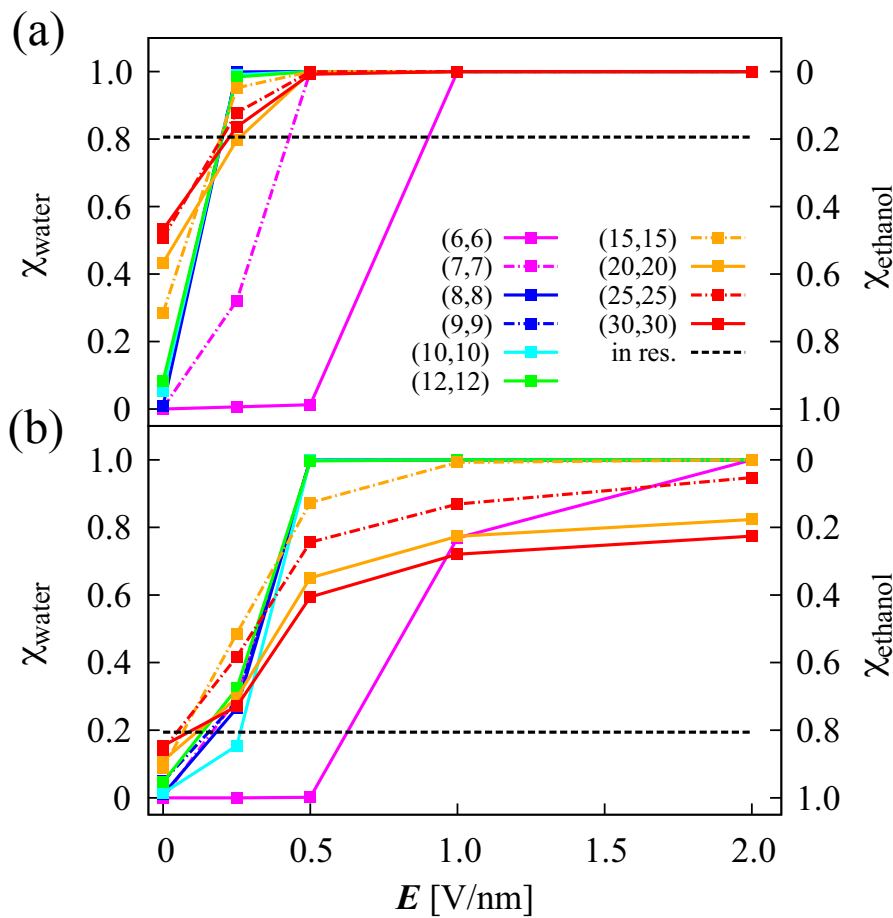 (a)
1.0 0
0.8 0.2
0.6 0.4
0.4 0.6
0.2 0.8
0 1.0
χwater
χethanol
(6,6) (15,15)
(7,7) (20,20)
(8,8) (25,25)
(9,9) (30,30)
(10,10) in res.
(12,12)
(b)
1.0 0
0.8 0.2
0.6 0.4
0.4 0.6
0.2 0.8
0 1.0
χwater
χethanol
0 0.5 1.0 1.5 2.0
E [V/nm]